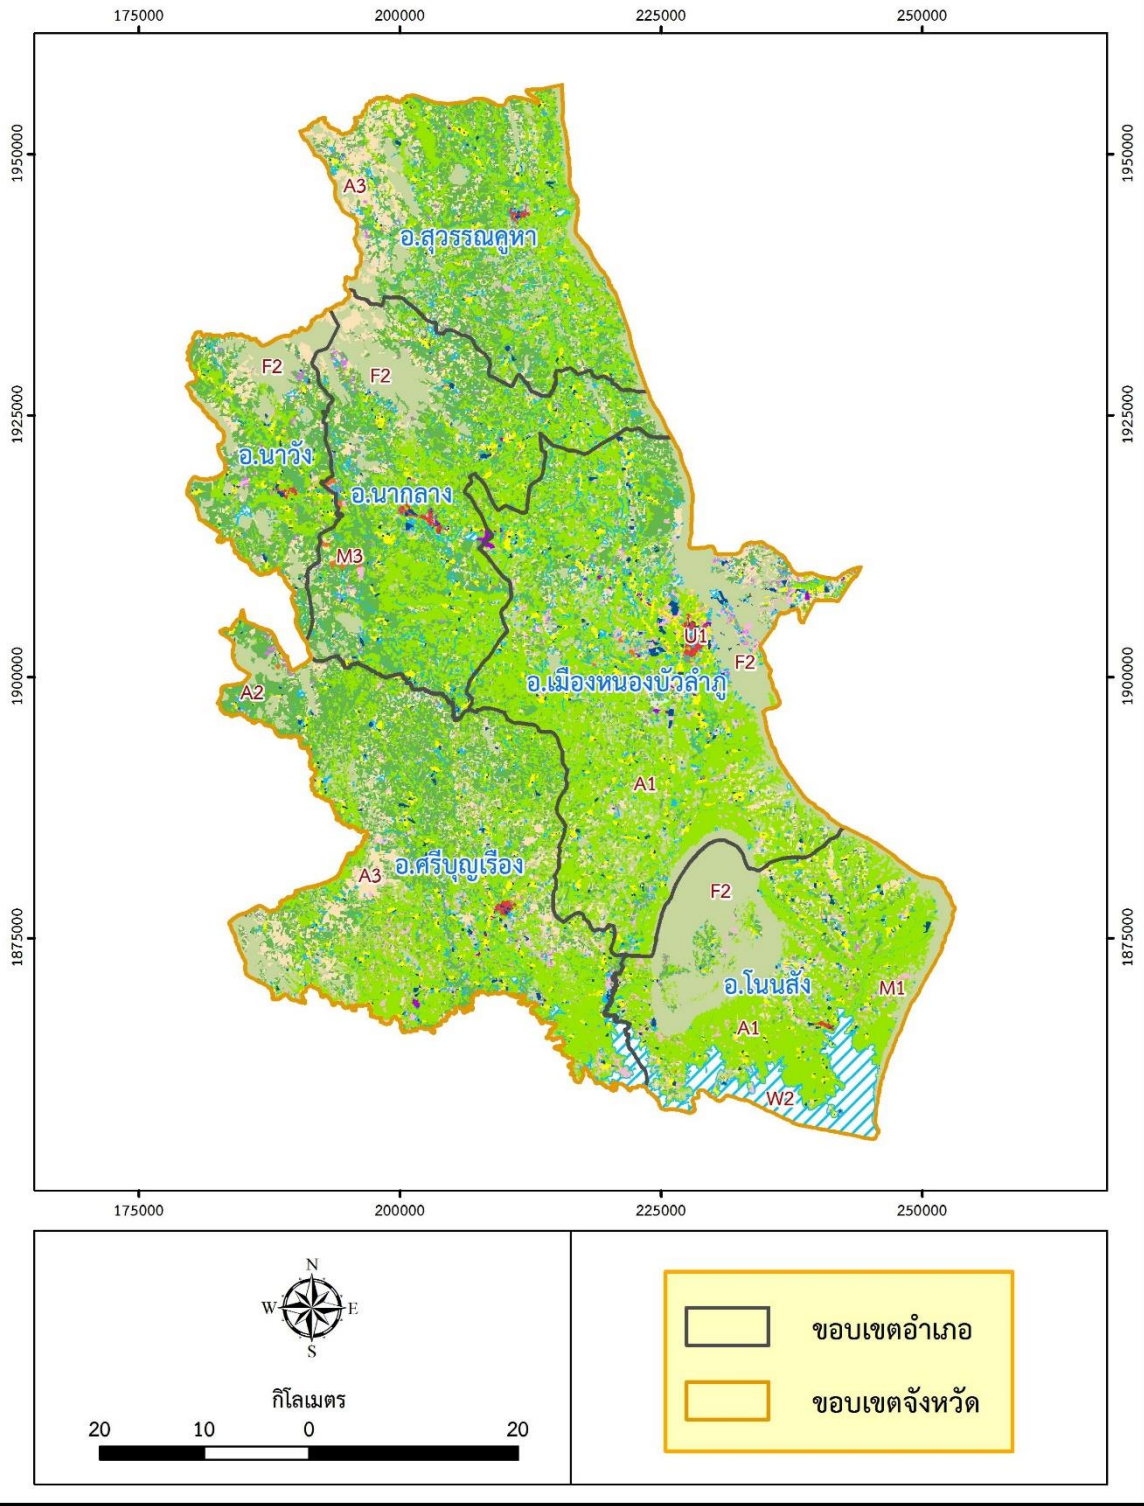 175000 200000 225000 250000
1950000 1950000
A3
อ.สุวรรณคูหา
F2 F2
1925000 1925000
อ.นาวัง
อ.นากลาง
M3
U1
F2
1900000 1900000
อ.เมืองหนองบัวลำภู
A2
A1
อ.ศรีบุญเรือง
A3
F2
1875000 1875000
อ.โนนสัง
M1
A1
W2
175000 200000 225000 250000
N
W E
S
กิโลเมตร
20 10 0 20
ขอบเขตอำเภอ
ขอบเขตจังหวัด